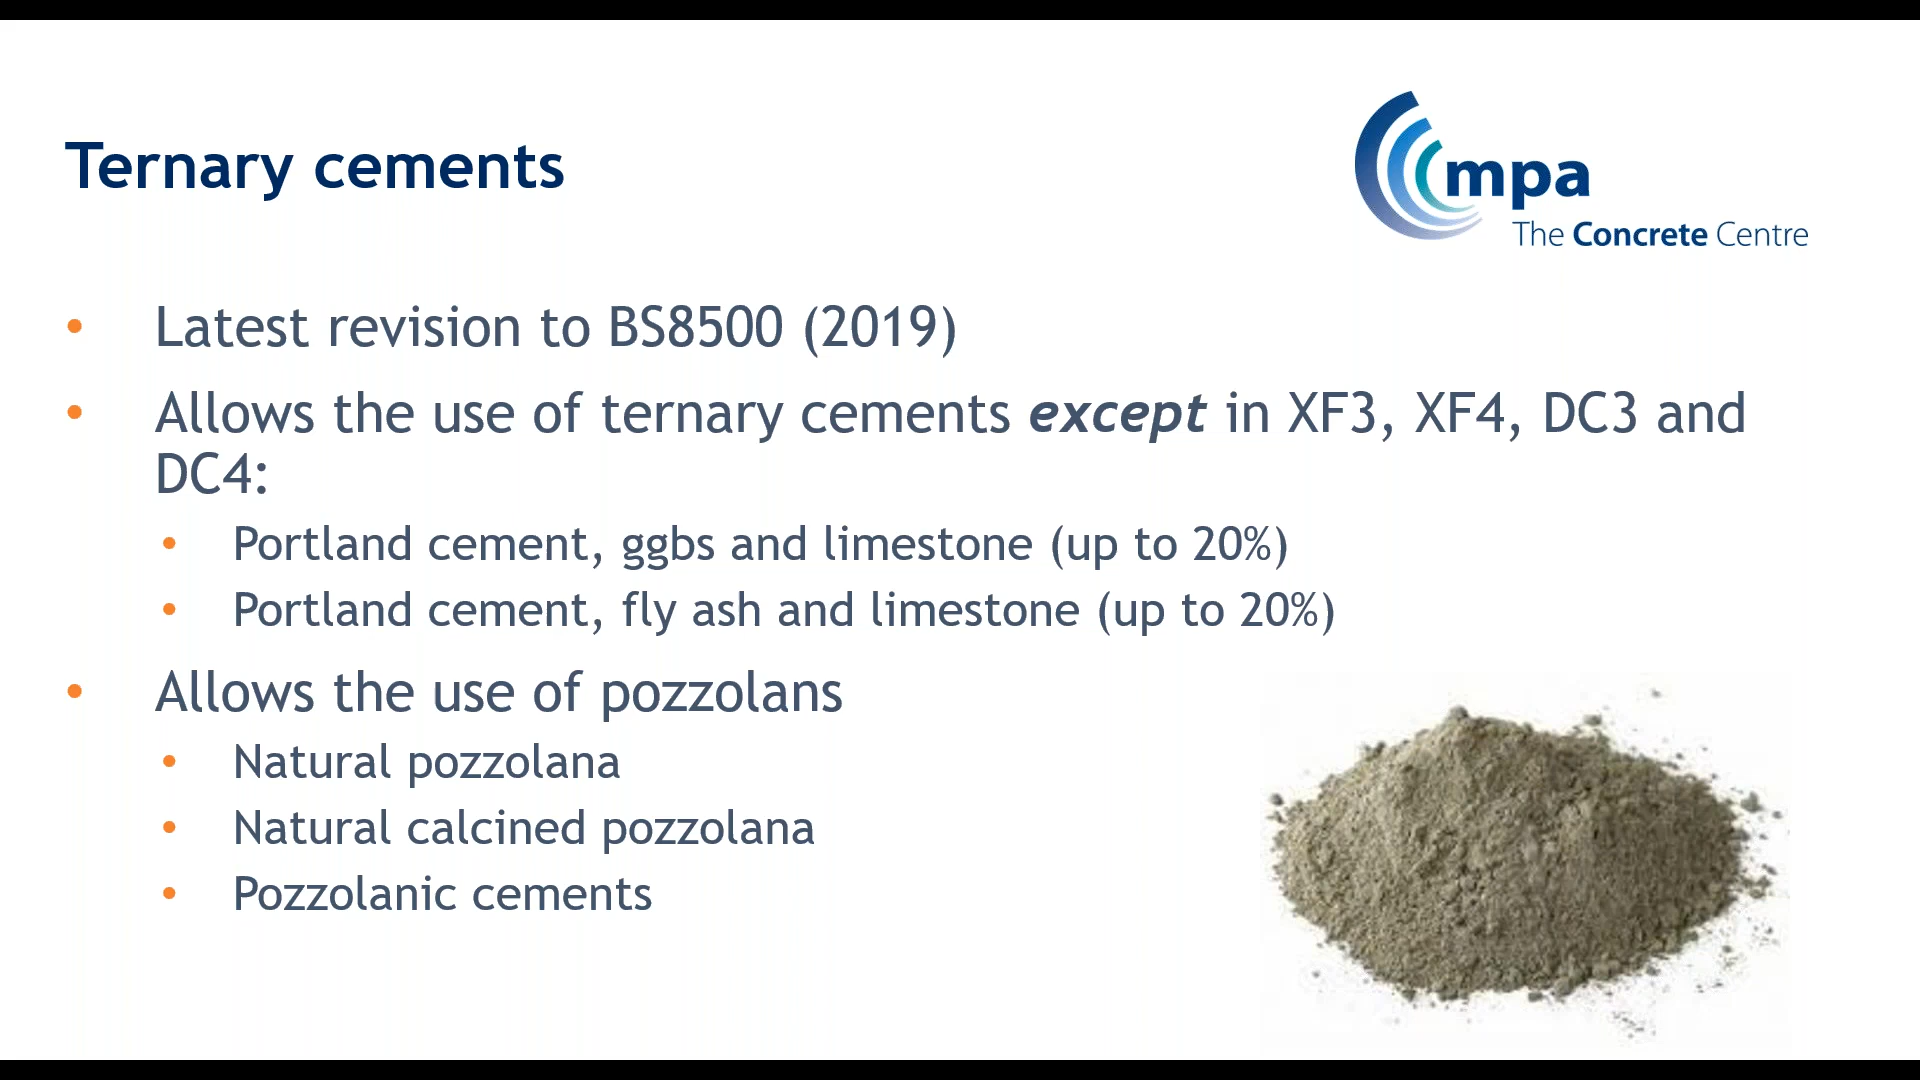 Ternary cements
mpa
The Concrete Centre
• Latest revision to BS8500 (2019)
• Allows the use of ternary cements except in XF3, XF4, DC3 and
DC4:
• Portland cement, ggbs and limestone (up to 20%)
• Portland cement, fly ash and limestone (up to 20%)
• Allows the use of pozzolans
• Natural pozzolana
• Natural calcined pozzolana
• Pozzolanic cements